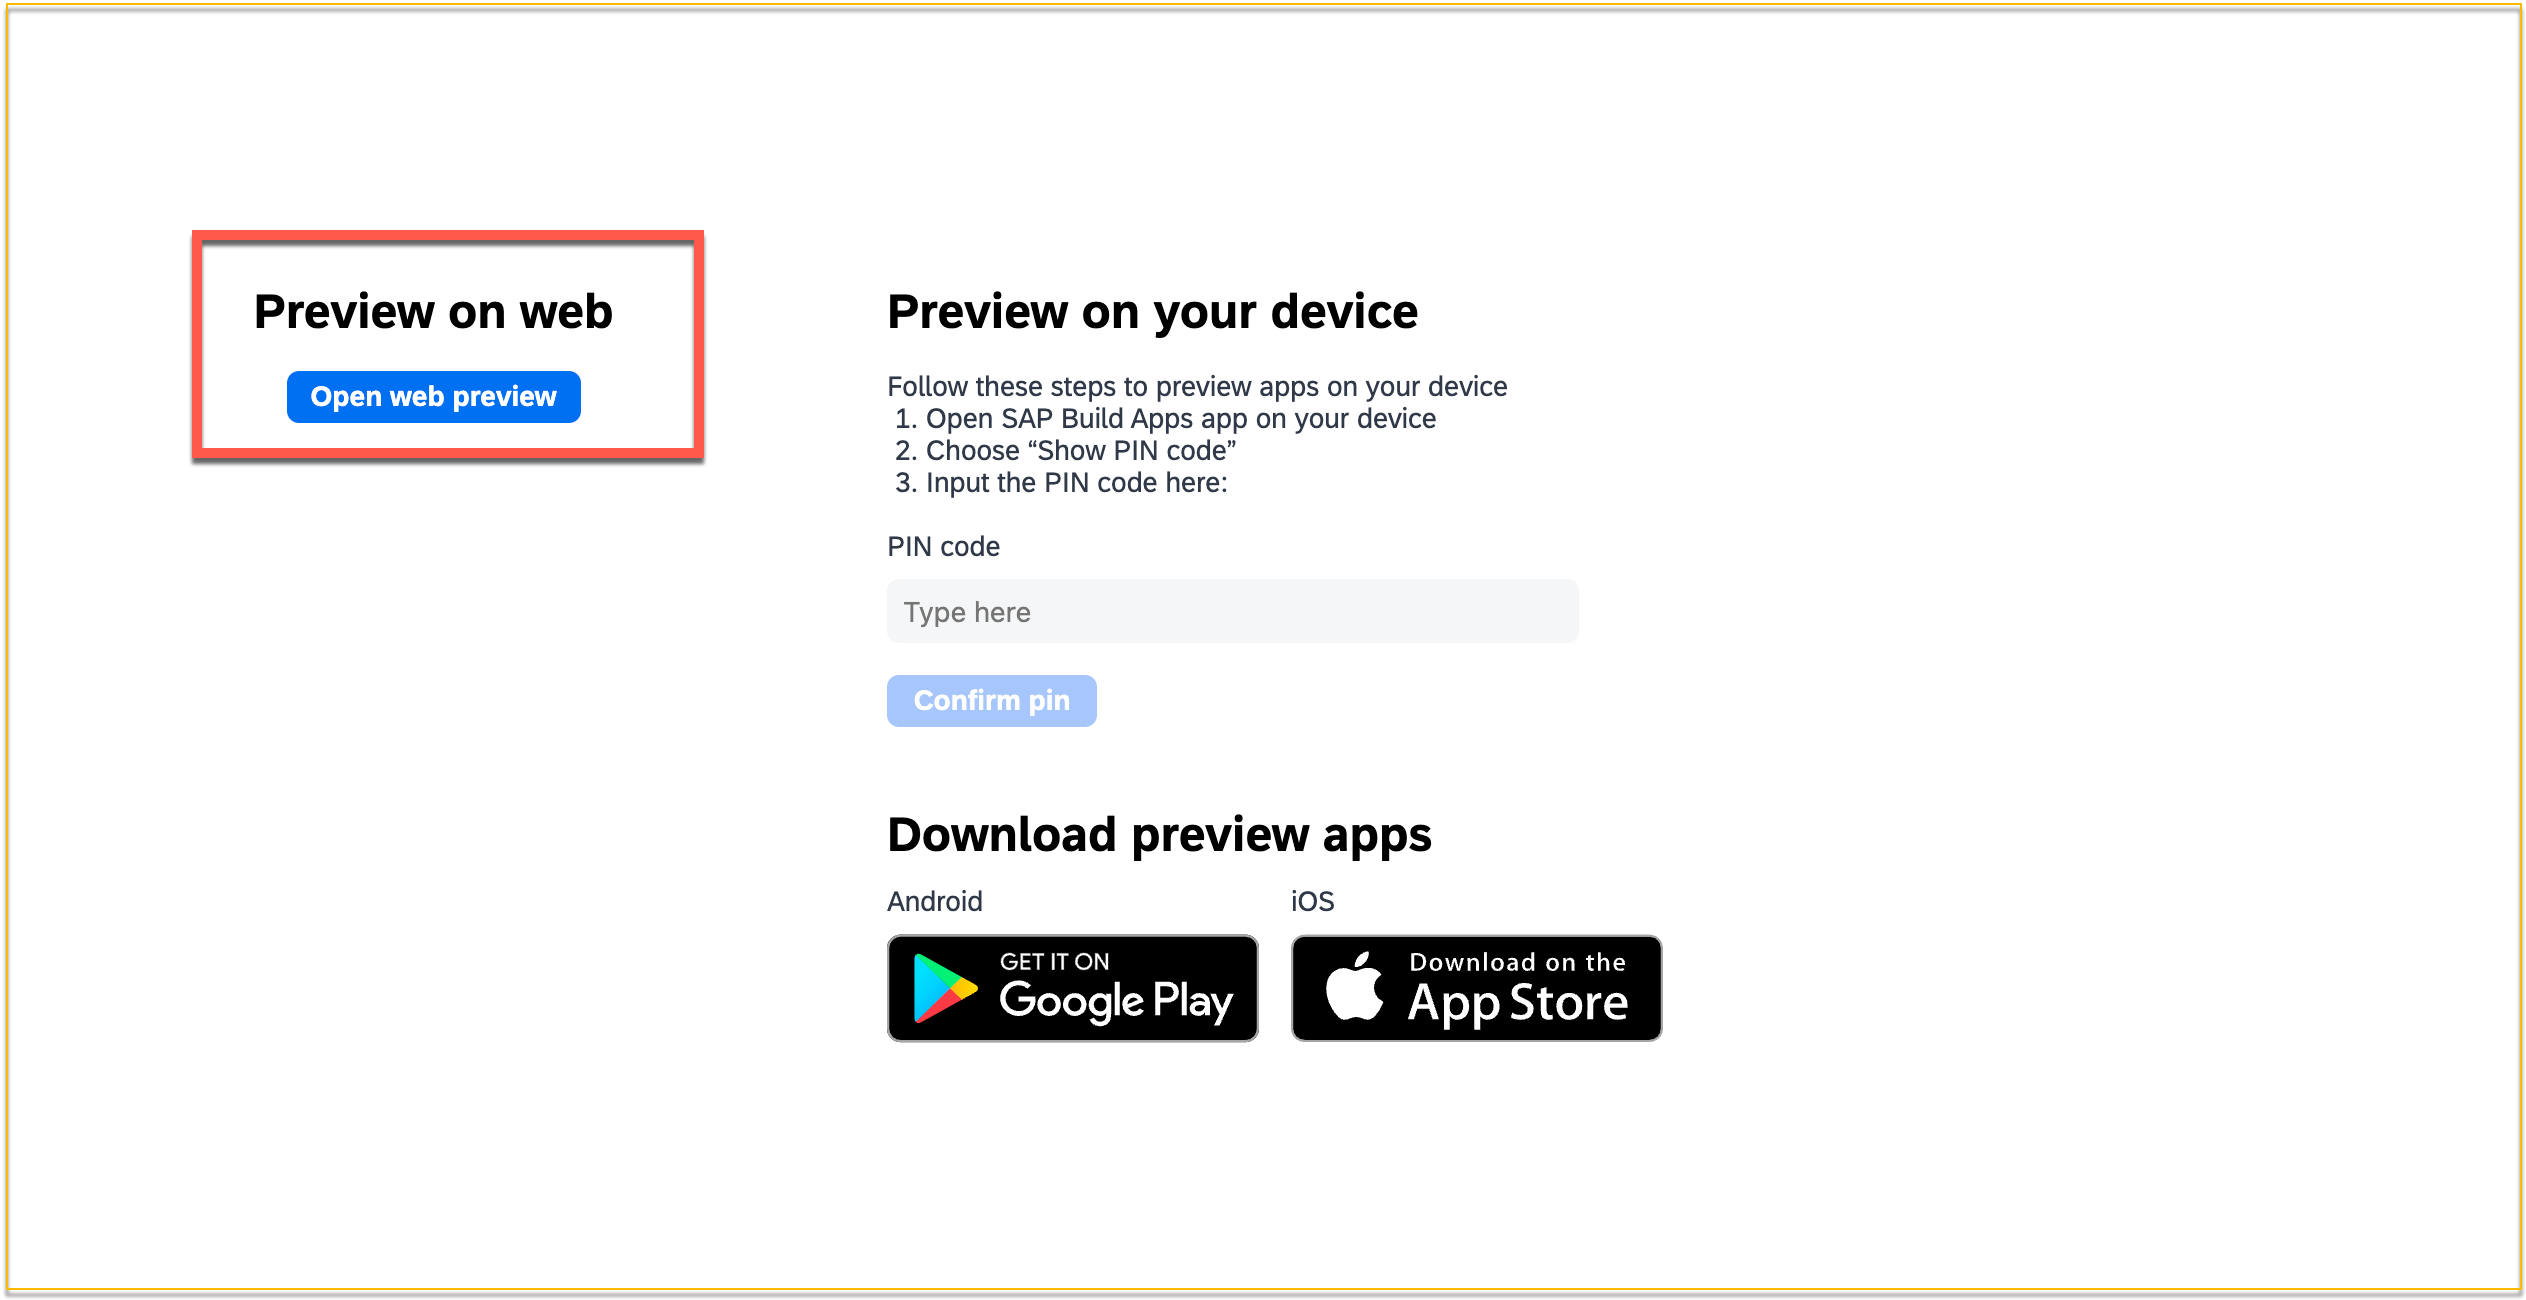 Preview on web
Open web preview
Preview on your device
Follow these steps to preview apps on your device
1. Open SAP Build Apps app on your device
2. Choose “Show PIN code”
3. Input the PIN code here:
PIN code
Type here
Confirm pin
Download preview apps
Android
GET IT ON
Google Play
iOS
Download on the
App Store